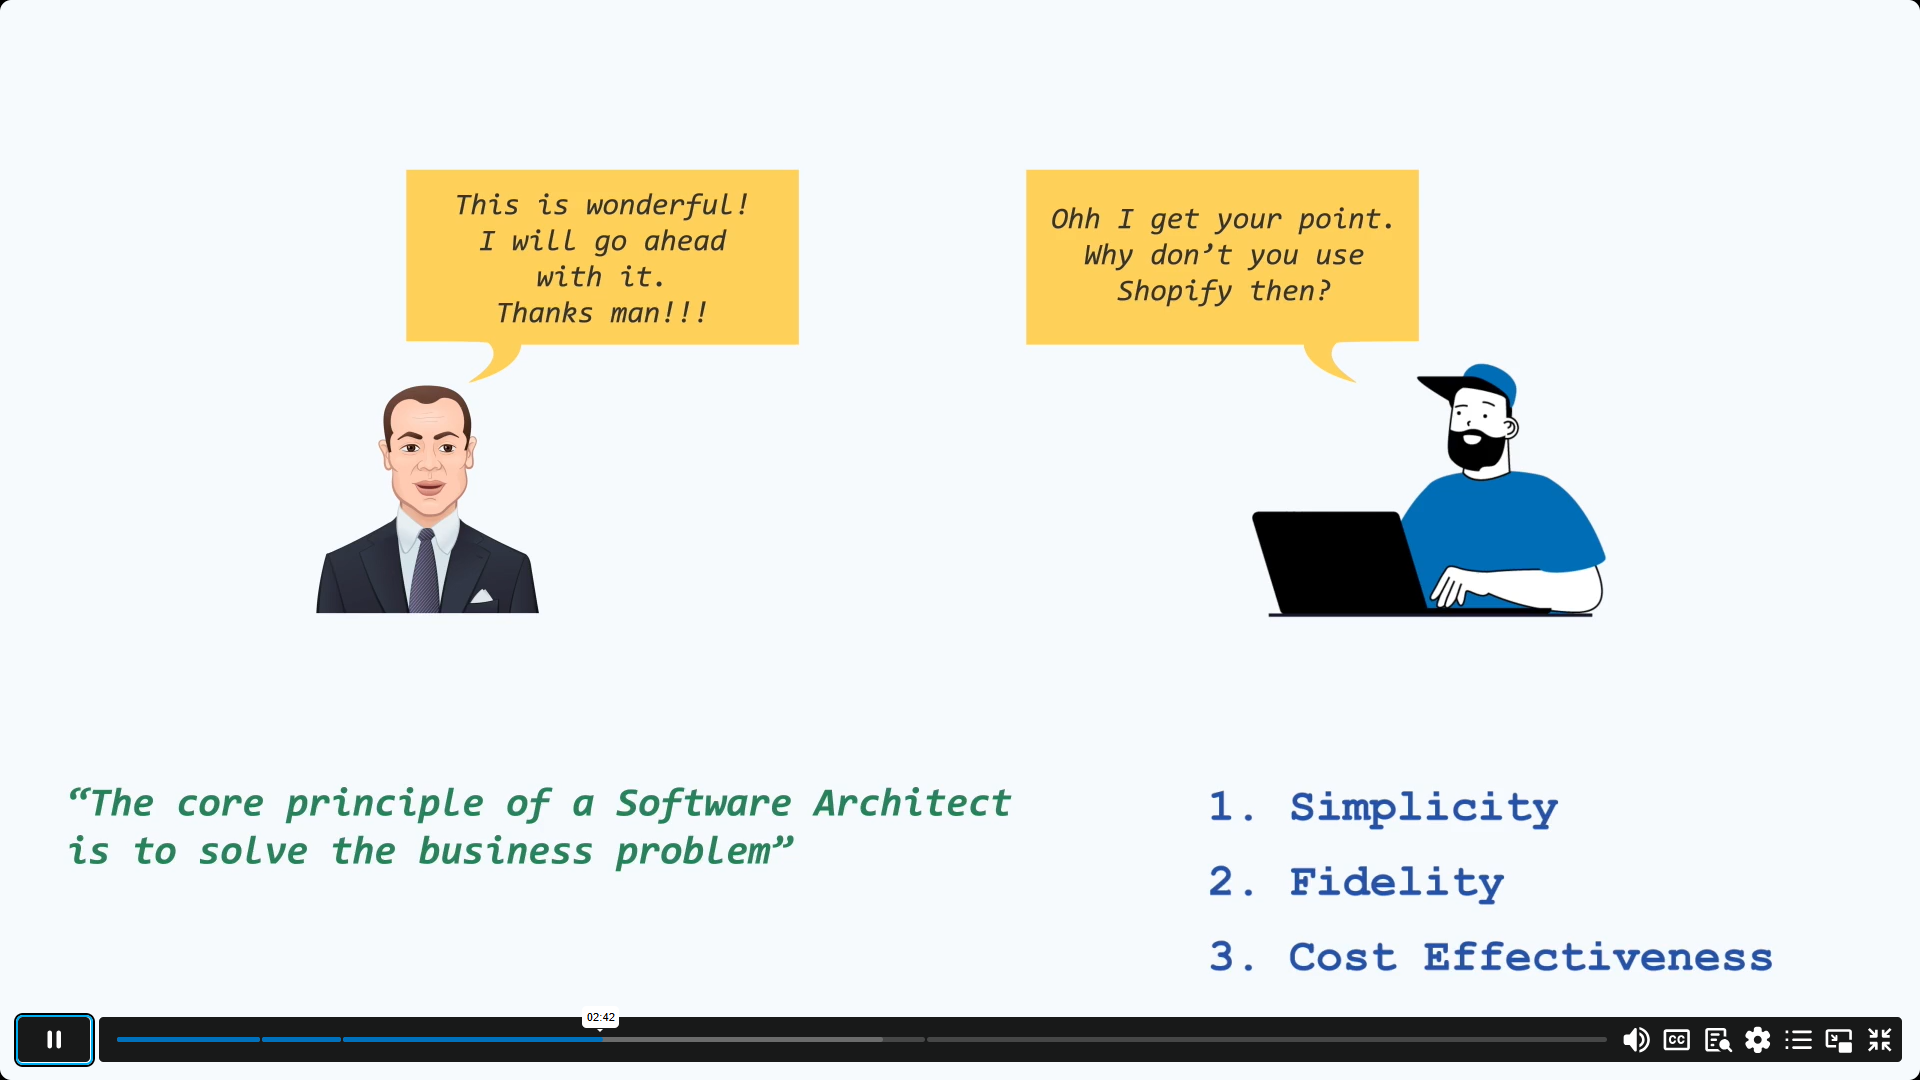 This is wonderful!
I will go ahead
with it.
Thanks man!!!
Ohh I get your point.
Why don’t you use
Shopify then?
“The core principle of a Software Architect
is to solve the business problem”
1. Simplicity
2. Fidelity
3. Cost Effectiveness
02:42
CC